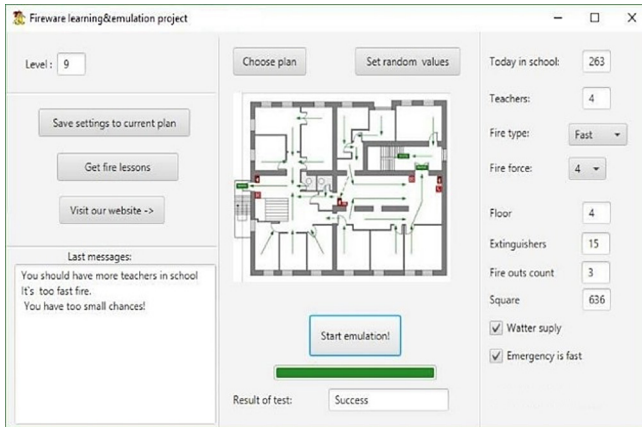 Fireware learning&emulation project
Level : 9
Save settings to current plan
Get fire lessons
Visit our website ->
Last messages:
You should have more teachers in school
It's too fast fire.
You have too small chances!
Choose plan
Set random values
Start emulation!
Result of test: Success
Today in school: 263
Teachers: 4
Fire type: Fast
Fire force: 4
Floor 4
Extinguishers 15
Fire outs count 3
Square 636
Watter suply
Emergency is fast